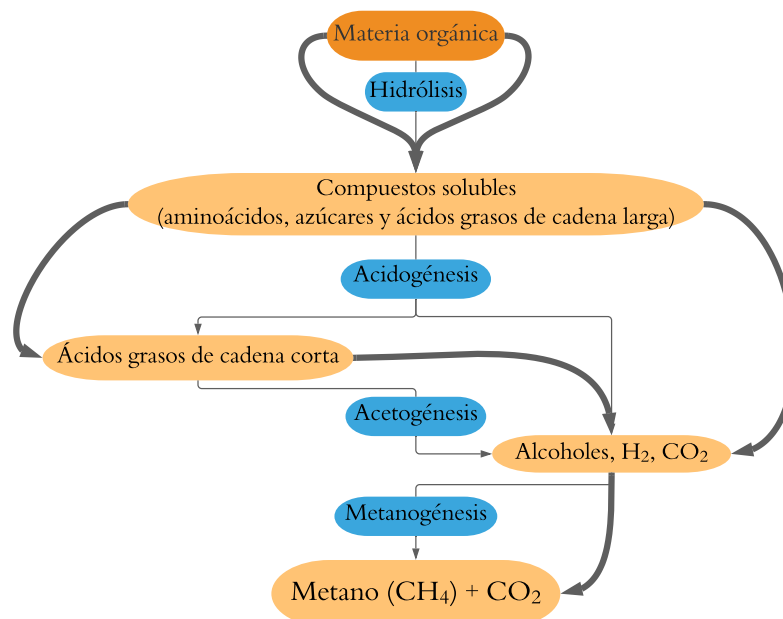 Materia orgánica
Hidrólisis
Compuestos solubles
(aminoácidos, azúcares y ácidos grasos de cadena larga)
Acidogénesis
Ácidos grasos de cadena corta
Acetogénesis
Alcoholes, H₂, CO₂
Metanogénesis
Metano (CH₄) + CO₂